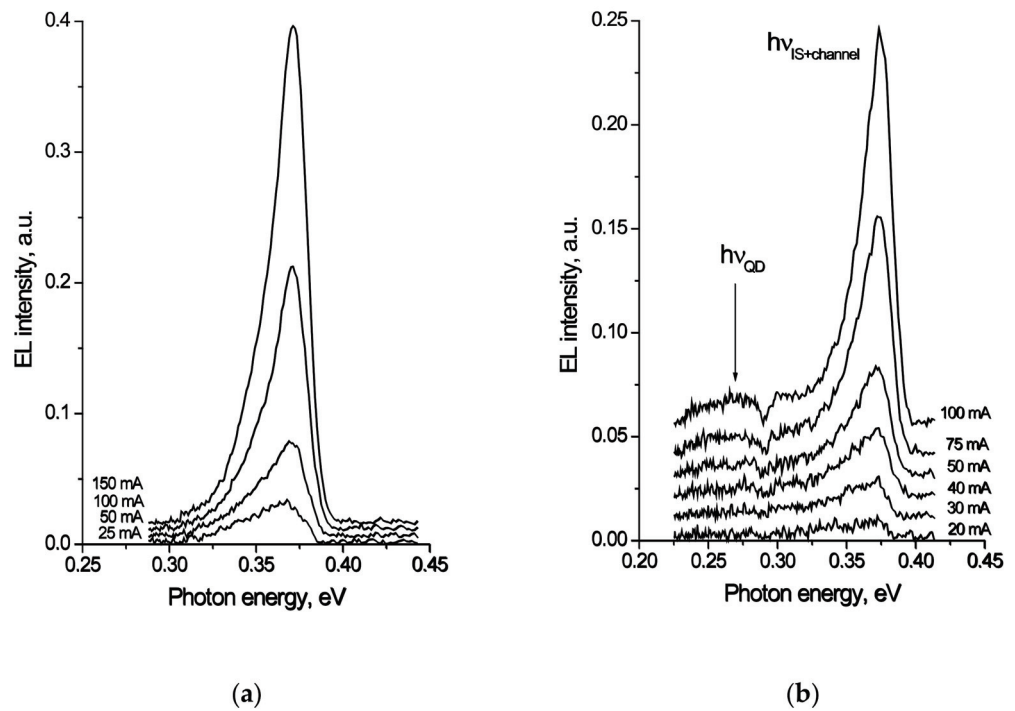 0.4
0.3
0.2
0.1
0.0
EL intensity, a.u.
150 mA
100 mA
50 mA
25 mA
0.25 0.30 0.35 0.40 0.45
Photon energy, eV
(a)
0.25
0.20
0.15
0.10
0.05
0.00
EL intensity, a.u.
hν_IS+channel
hν_QD
100 mA
75 mA
50 mA
40 mA
30 mA
20 mA
0.20 0.25 0.30 0.35 0.40 0.45
Photon energy, eV
(b)